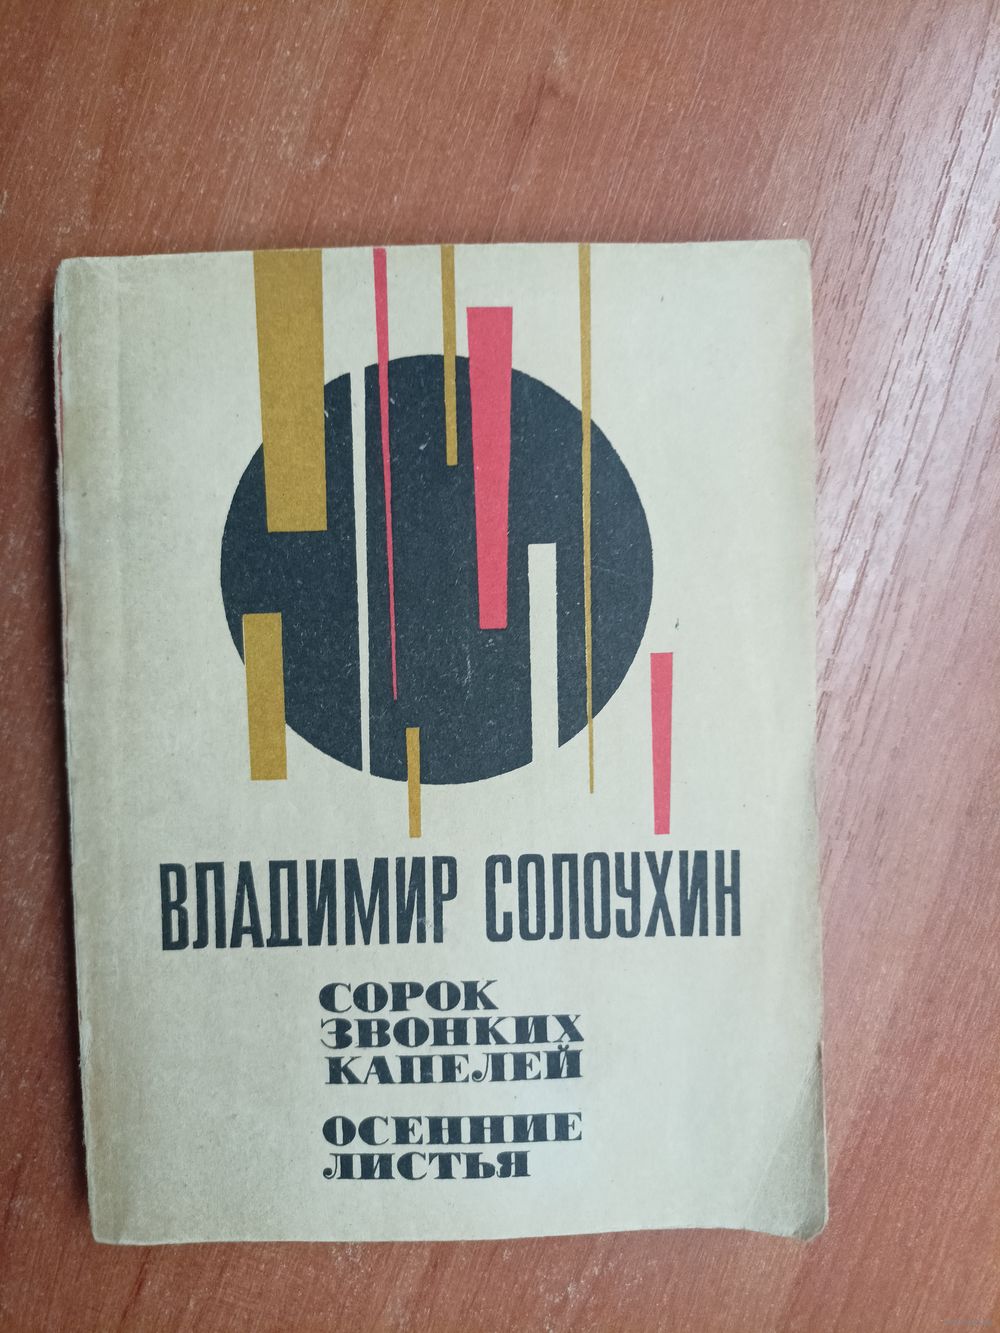 ВЛАДИМИР СОЛОУХИН
СОРОК
ЗВОНКИХ
КАПЕЛЕЙ
ОСЕННИЕ
ЛИСТЬЯ